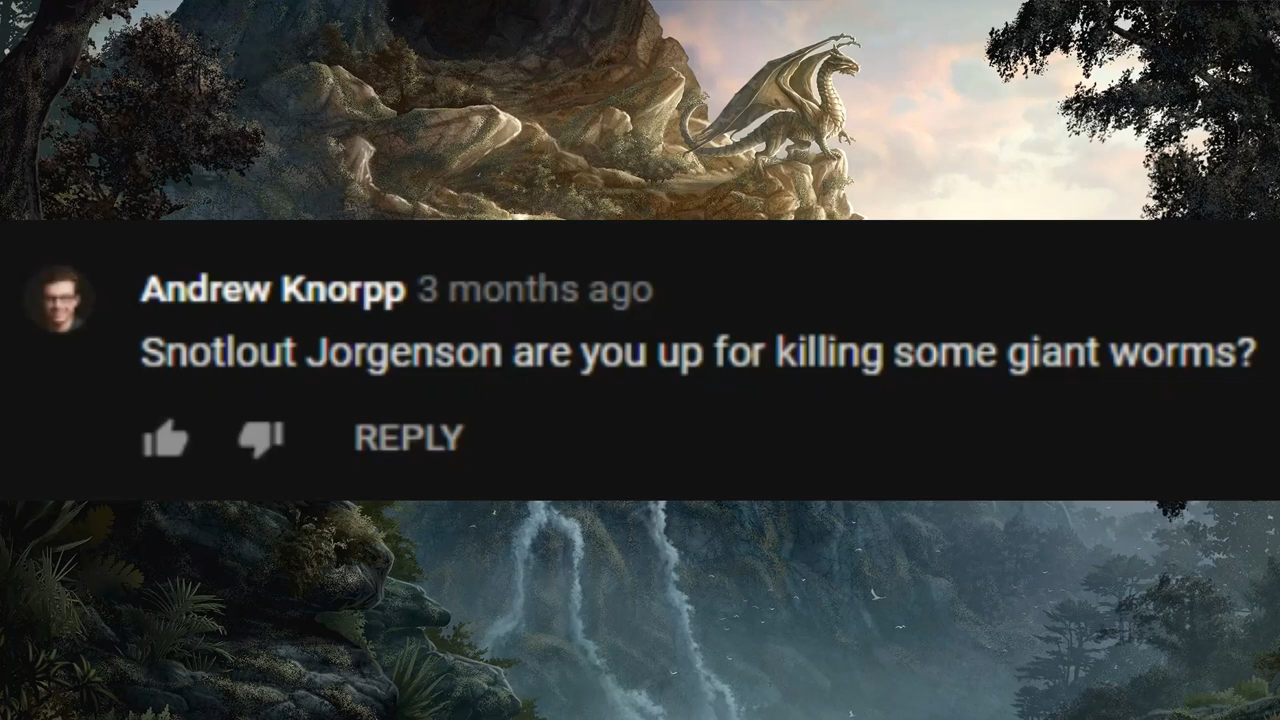 Andrew Knorpp 3 months ago
Snotlout Jorgenson are you up for killing some giant worms?
REPLY